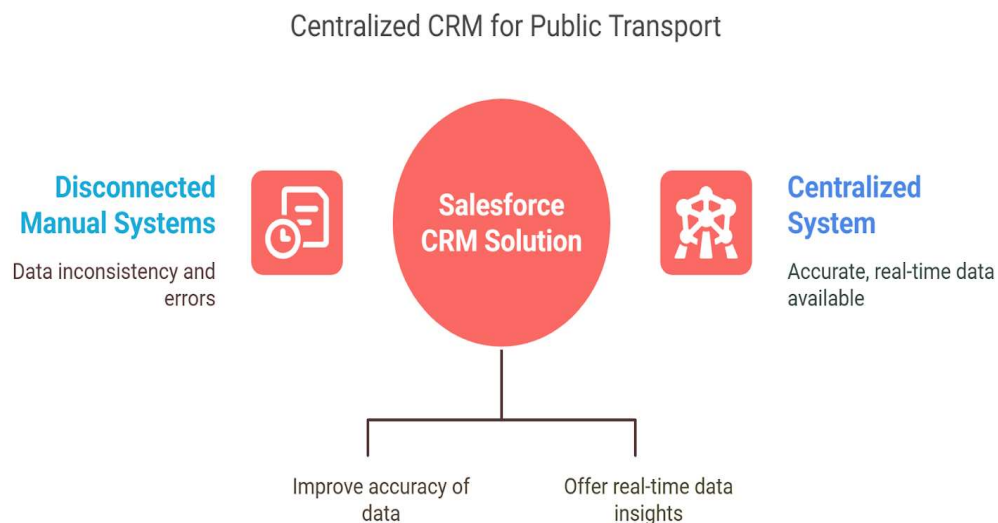 Centralized CRM for Public Transport
Disconnected
Manual Systems
Data inconsistency and
errors
Salesforce
CRM Solution
Centralized
System
Accurate, real-time data
available
Improve accuracy of
data
Offer real-time data
insights